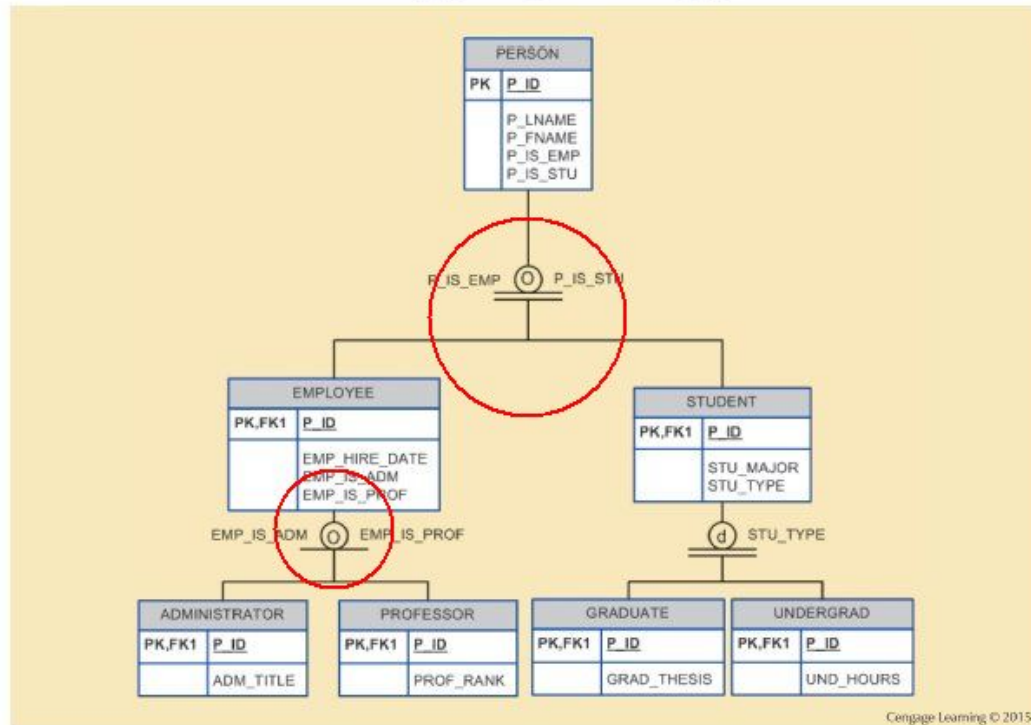 PERSON
PK P_ID
P_LNAME
P_FNAME
P_IS_EMP
P_IS_STU
P_IS_EMP O P_IS_STU
EMPLOYEE
PK,FK1 P_ID
EMP_HIRE_DATE
EMP_IS_ADM
EMP_IS_PROF
STUDENT
PK,FK1 P_ID
STU_MAJOR
STU_TYPE
EMP_IS_ADM O EMP_IS_PROF
d STU_TYPE
ADMINISTRATOR
PK,FK1 P_ID
ADM_TITLE
PROFESSOR
PK,FK1 P_ID
PROF_RANK
GRADUATE
PK,FK1 P_ID
GRAD_THESIS
UNDERGRAD
PK,FK1 P_ID
UND_HOURS
Cengage Learning © 2015